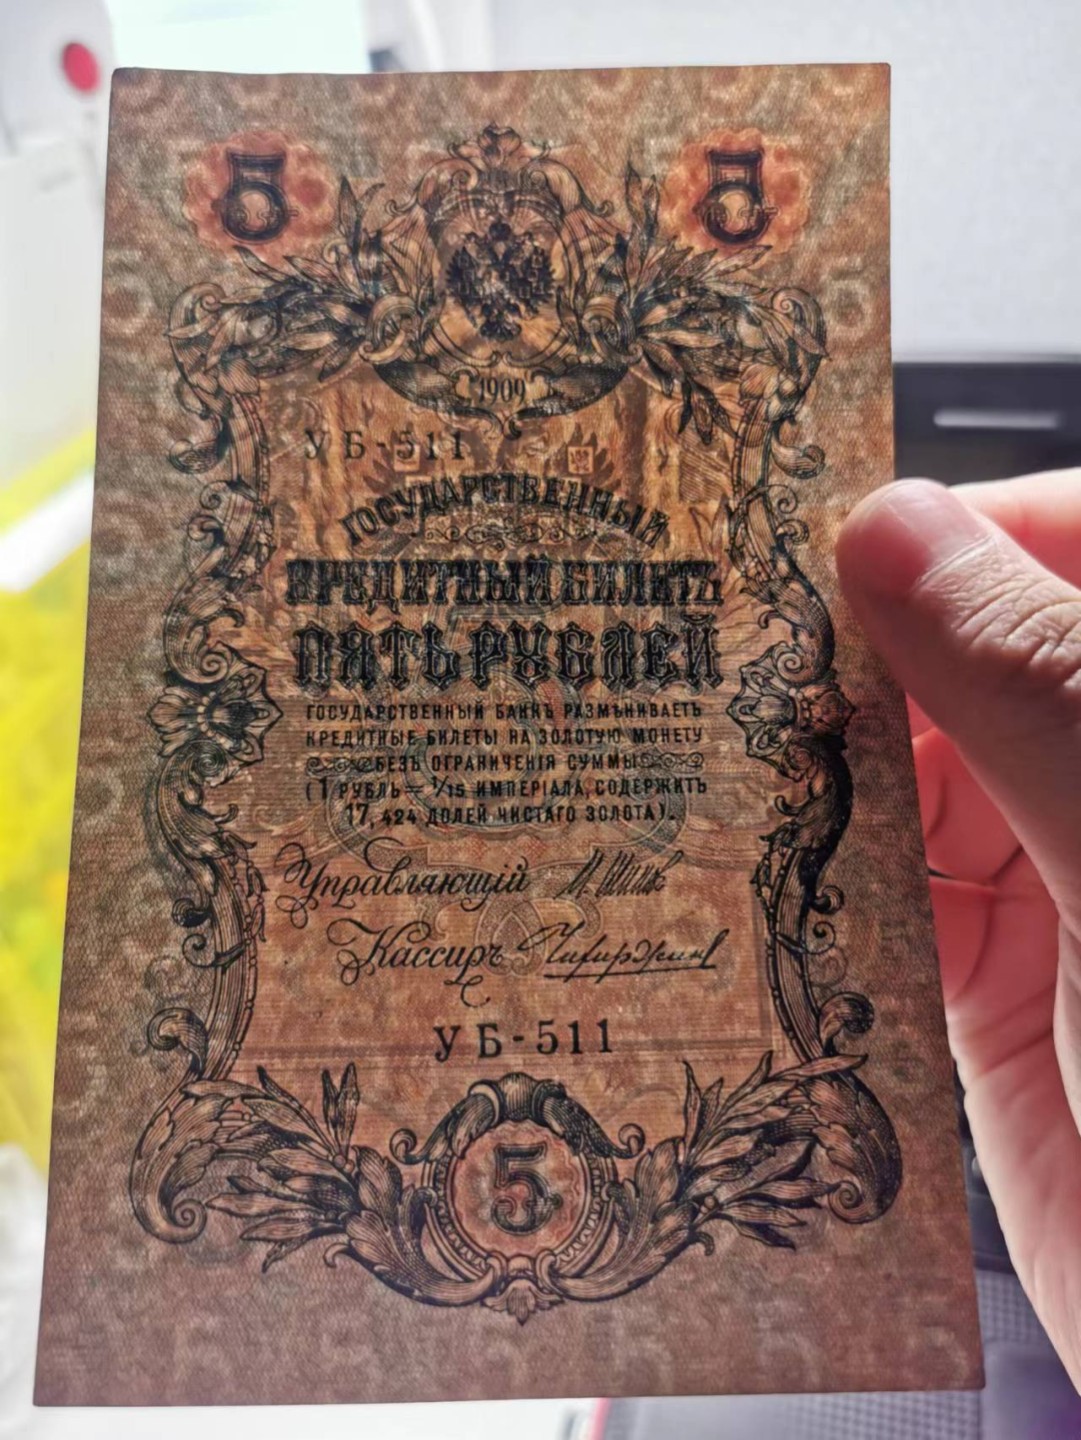 5 5
1909
УБ-511
ГОСУДАРСТВЕННЫЙ
КРЕДИТНЫЙ БИЛЕТЪ
ПЯТЬ РУБЛЕЙ
ГОСУДАРСТВЕННЫЙ БАНКЪ РАЗМѢНИВАЕТЪ
КРЕДИТНЫЕ БИЛЕТЫ НА ЗОЛОТУЮ МОНЕТУ
БЕЗЪ ОГРАНИЧЕНІЯ СУММЫ
(1 РУБЛЬ = 1/15 ИМПЕРІАЛА, СОДЕРЖИТЪ
17,424 ДОЛЕЙ ЧИСТАГО ЗОЛОТА).
Управляющій
Кассиръ
УБ-511
5